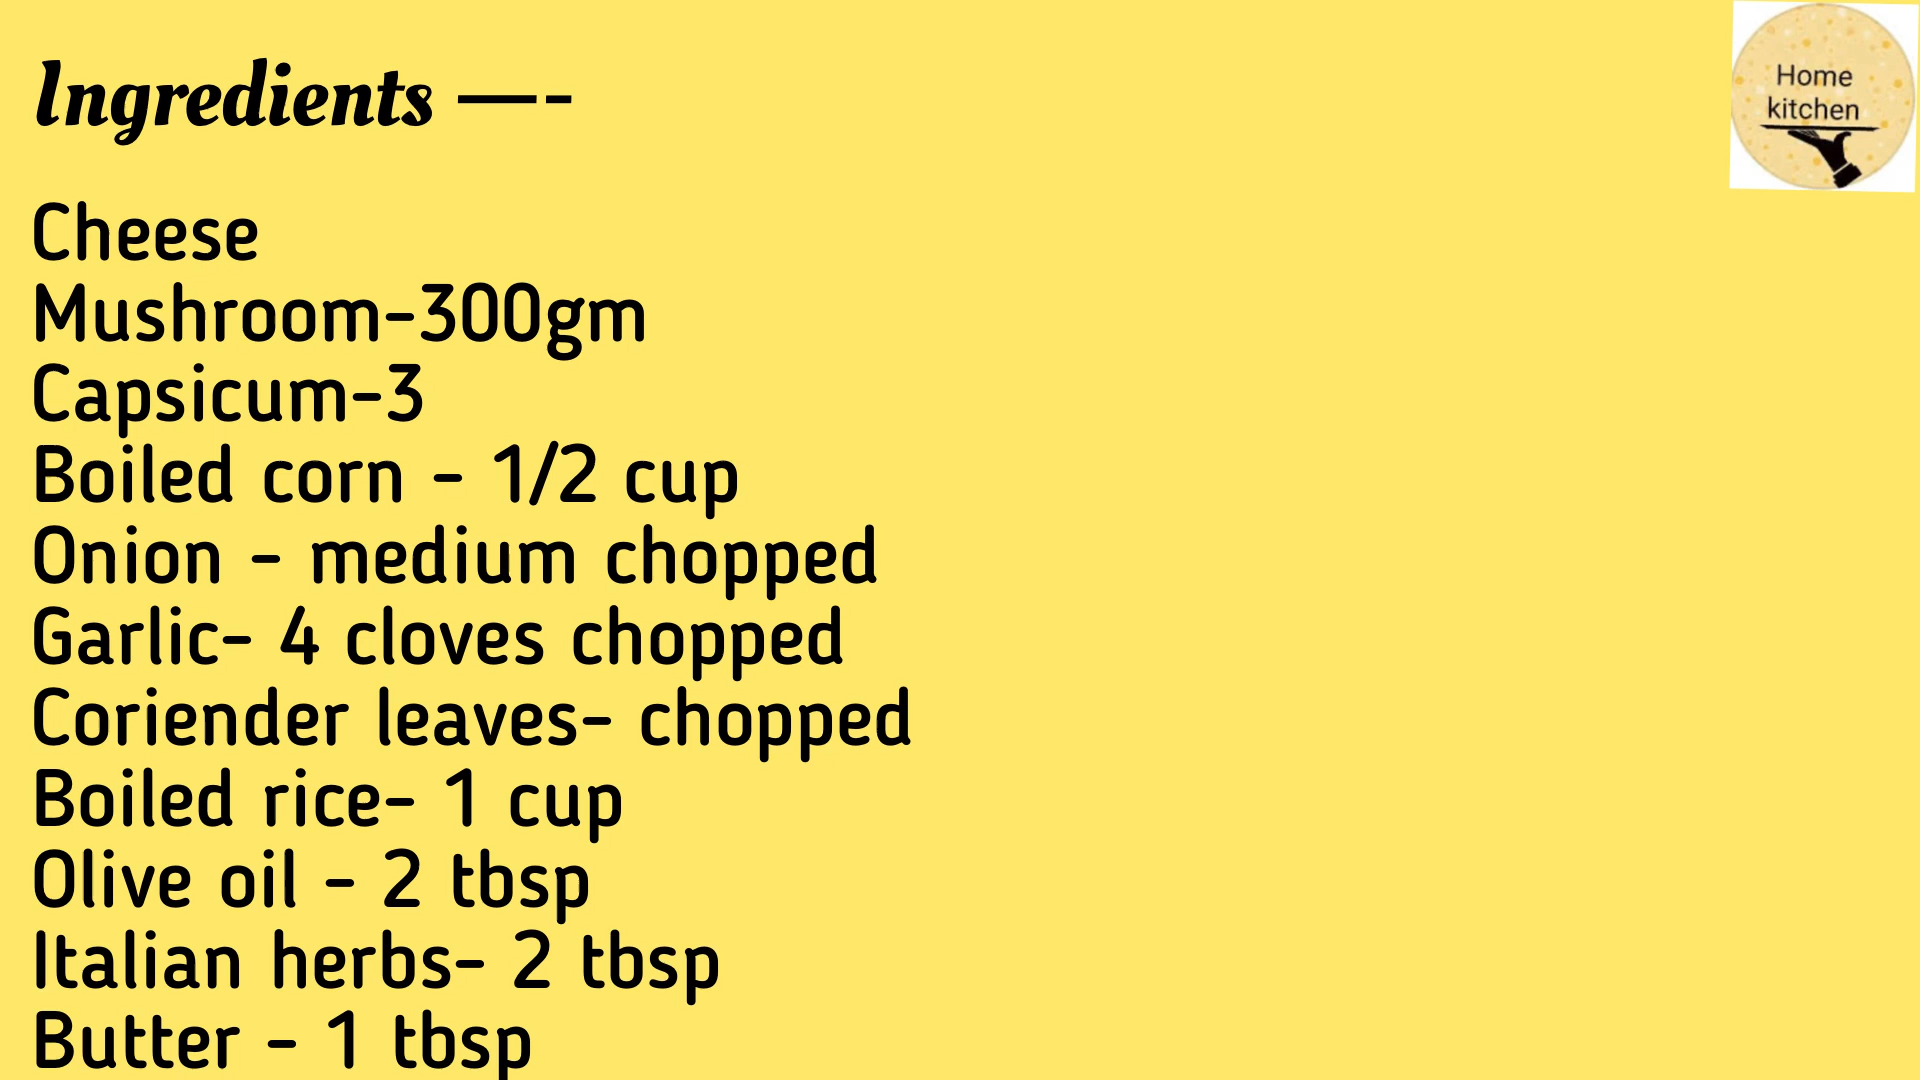 Ingredients —-
Home
kitchen
Cheese
Mushroom-300gm
Capsicum-3
Boiled corn - 1/2 cup
Onion - medium chopped
Garlic- 4 cloves chopped
Coriender leaves- chopped
Boiled rice- 1 cup
Olive oil - 2 tbsp
Italian herbs- 2 tbsp
Butter - 1 tbsp